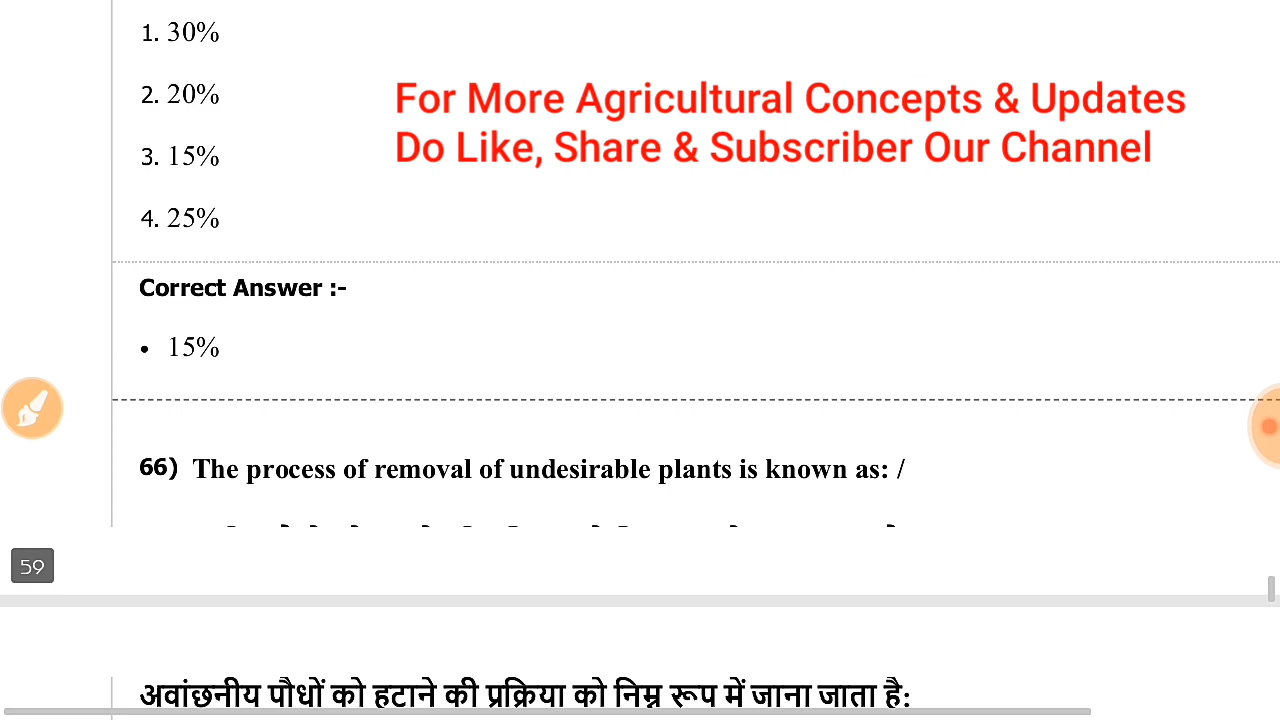 1. 30%
For More Agricultural Concepts & Updates
2. 20%
Do Like, Share & Subscriber Our Channel
3. 15%
4. 25%
Correct Answer :-
• 15%
66) The process of removal of undesirable plants is known as: /
59
अवांछनीय पौधों को हटाने की प्रक्रिया को निम्न रूप में जाना जाता है: